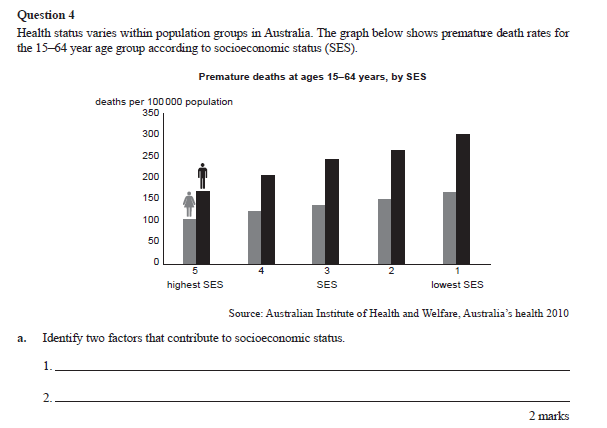 Question 4
Health status varies within population groups in Australia. The graph below shows premature death rates for
the 15–64 year age group according to socioeconomic status (SES).
Premature deaths at ages 15–64 years, by SES
deaths per 100 000 population
350
300
250
200
150
100
50
0
5 4 3 2 1
highest SES SES lowest SES
Source: Australian Institute of Health and Welfare, Australia's health 2010
a. Identify two factors that contribute to socioeconomic status.
1.
2.
2 marks